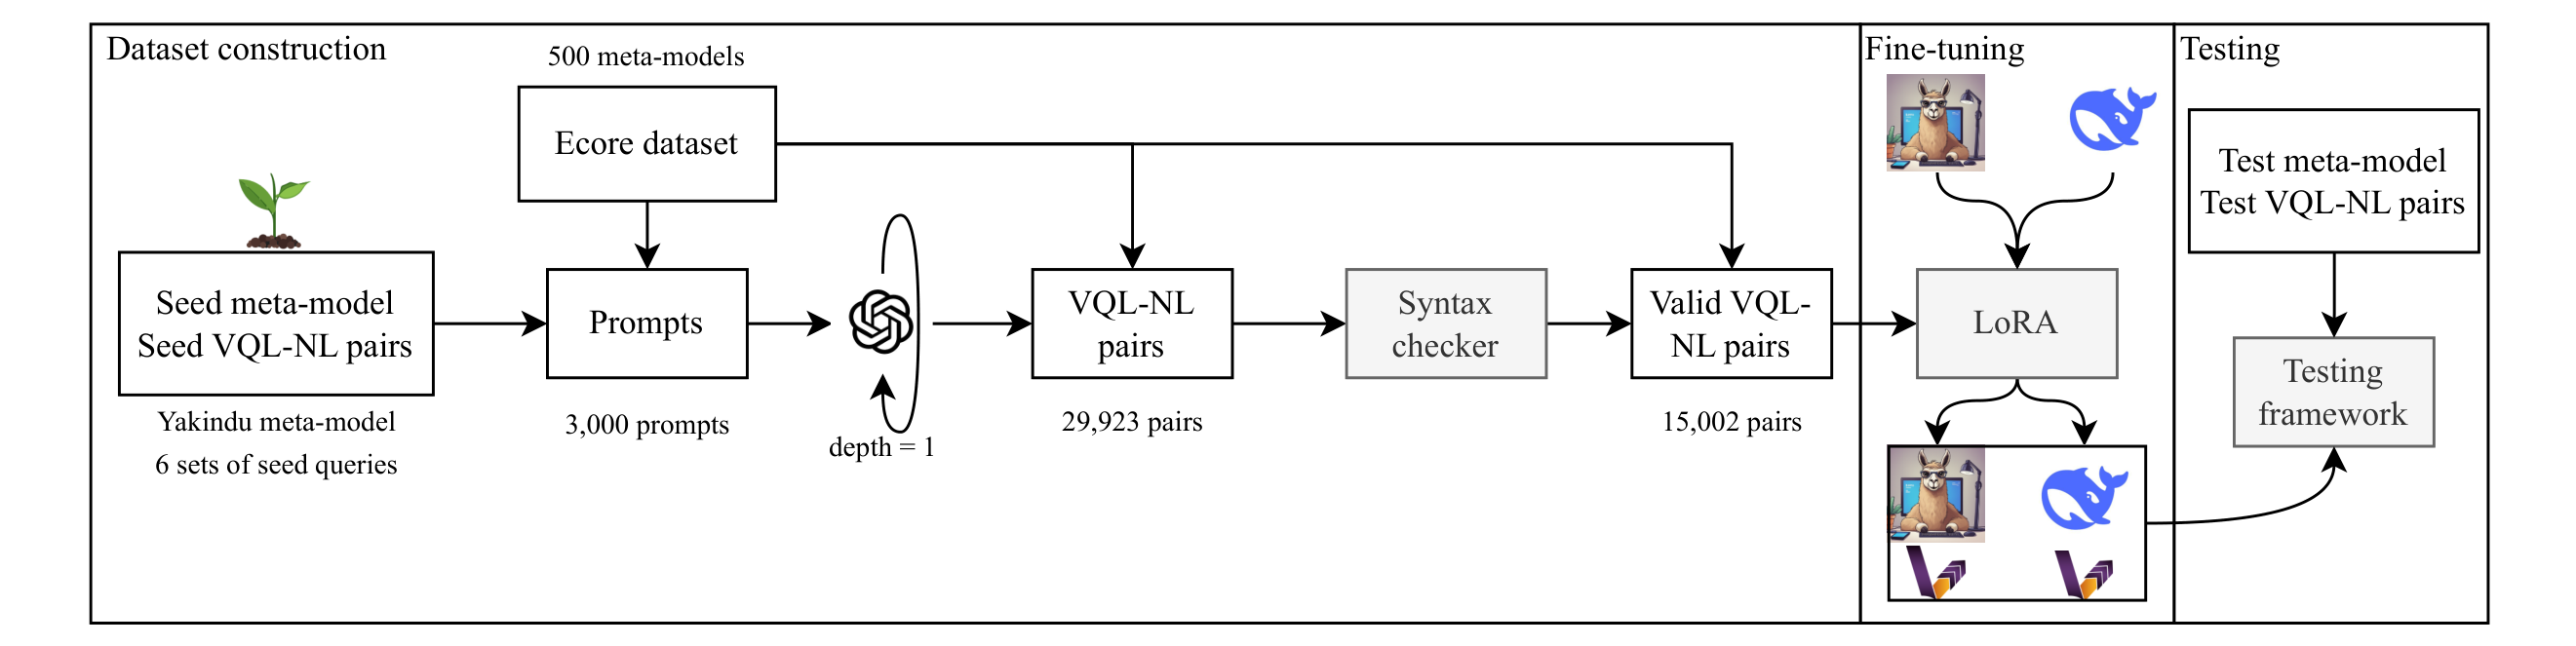 Dataset construction
500 meta-models
Ecore dataset
Seed meta-model
Seed VQL-NL pairs
Yakindu meta-model
6 sets of seed queries
Prompts
3,000 prompts
depth = 1
VQL-NL
pairs
29,923 pairs
Syntax
checker
Valid VQL-
NL pairs
15,002 pairs
Fine-tuning
LoRA
Testing
Test meta-model
Test VQL-NL pairs
Testing
framework